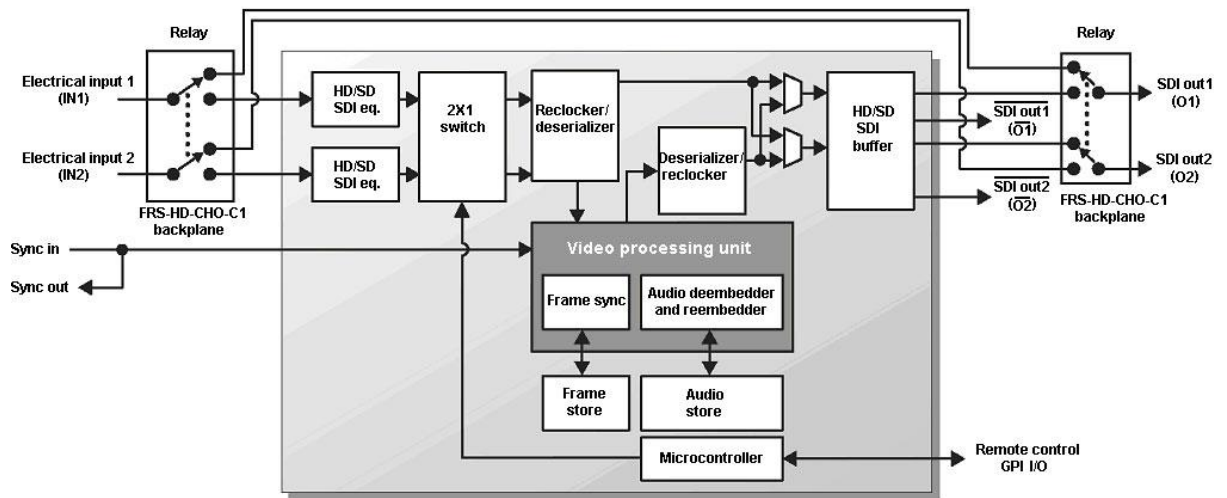 Relay
Relay
Electrical input 1
(IN1)
Electrical input 2
(IN2)
FRS-HD-CHO-C1
backplane
HD/SD
SDI eq.
HD/SD
SDI eq.
2X1
switch
Reclocker/
deserializer
Deserializer/
reclocker
HD/SD
SDI
buffer
SDI out1
(O1)
SDI out1
(O1)
SDI out2
(O2)
SDI out2
(O2)
FRS-HD-CHO-C1
backplane
Sync in
Sync out
Video processing unit
Frame sync
Audio deembedder
and reembedder
Frame
store
Audio
store
Microcontroller
Remote control
GPI I/O